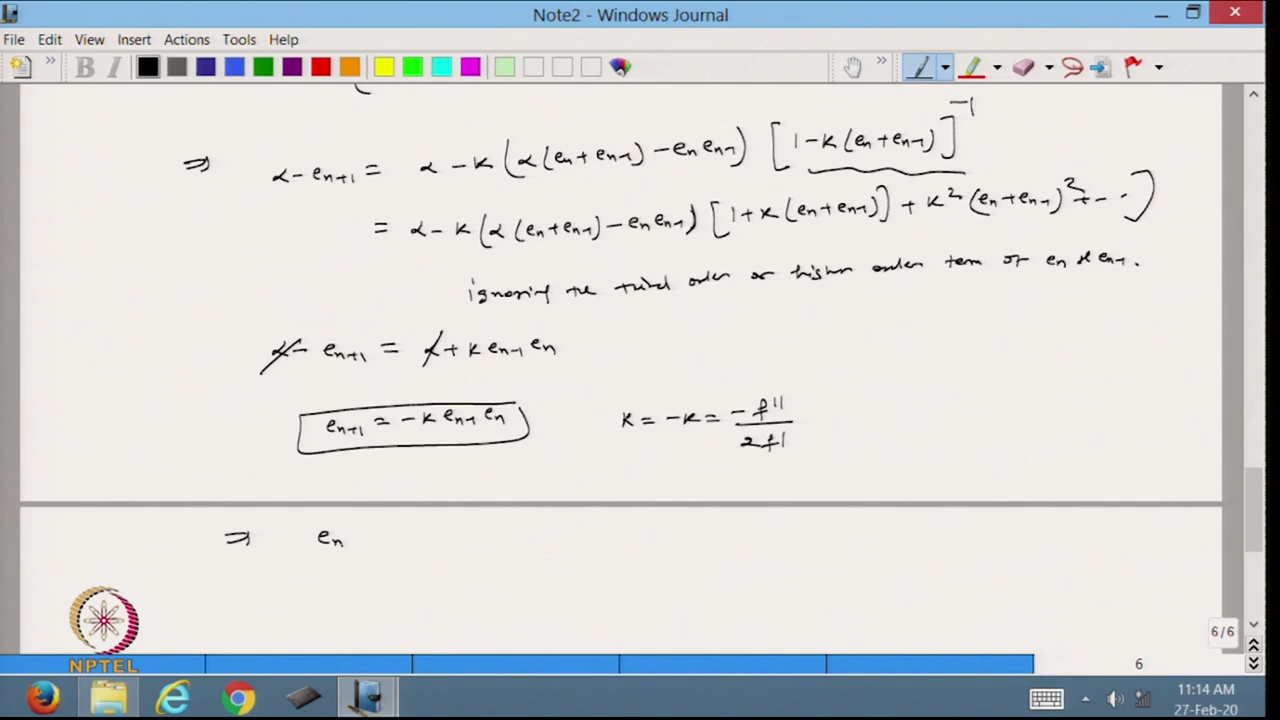 Note2 - Windows Journal
File Edit View Insert Actions Tools Help
⇒ α - eₙ₊₁ = α - K (α (eₙ + eₙ₋₁) - eₙ eₙ₋₁) [1 - K (eₙ + eₙ₋₁)]⁻¹
= α - K (α (eₙ + eₙ₋₁) - eₙ eₙ₋₁) [1 + K (eₙ + eₙ₋₁)] + K² (eₙ + eₙ₋₁)² + - · ]
ignoring the third order or higher order term of eₙ & eₙ₋₁.
α - eₙ₊₁ = α + K eₙ₋₁ eₙ
eₙ₊₁ = - K eₙ₋₁ eₙ K = -K = -f'' / 2f'
⇒ eₙ
6/6
NPTEL
6
11:14 AM
27-Feb-20